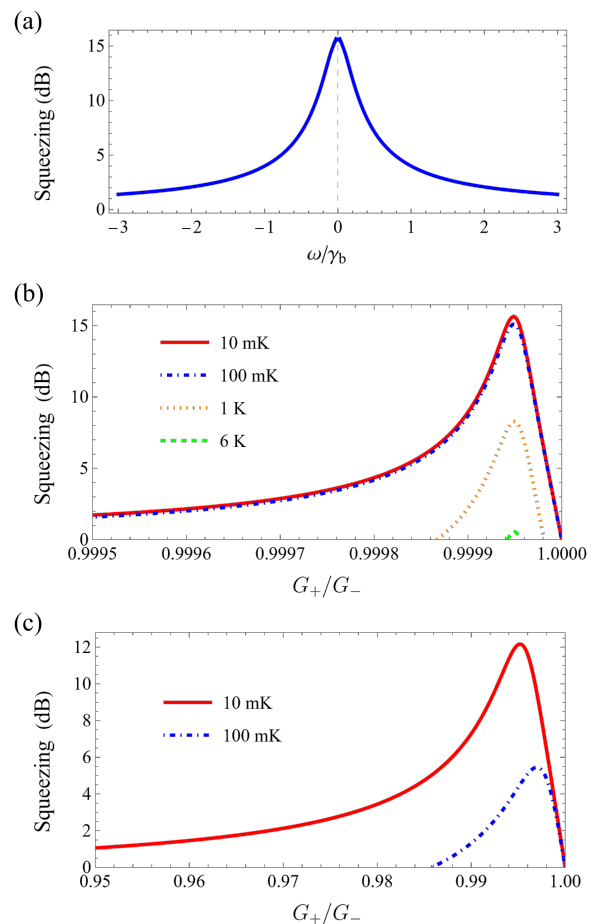 (a)
15
10
5
0
Squeezing (dB)
−3 −2 −1 0 1 2 3
ω/γb
(b)
15
10
5
0
Squeezing (dB)
10 mK
100 mK
1 K
6 K
0.9995 0.9996 0.9997 0.9998 0.9999 1.0000
G+/G−
(c)
12
10
8
6
4
2
0
Squeezing (dB)
10 mK
100 mK
0.95 0.96 0.97 0.98 0.99 1.00
G+/G−